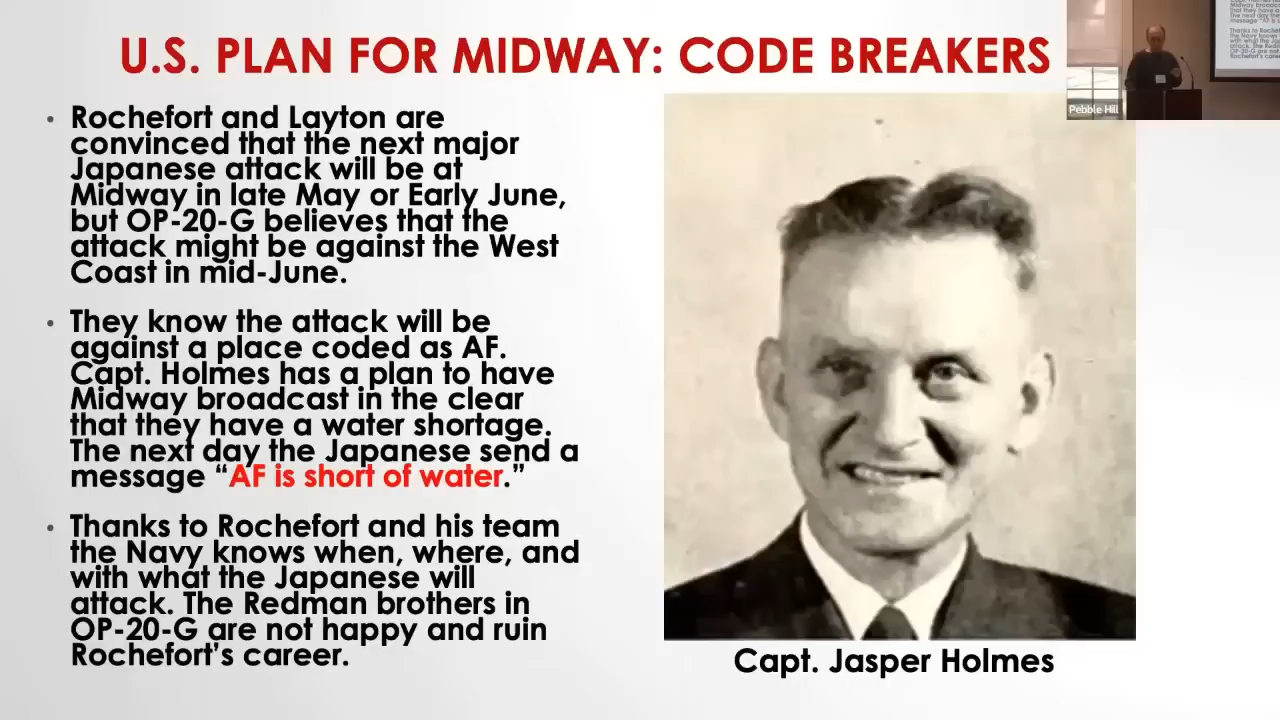 U.S. PLAN FOR MIDWAY: CODE BREAKERS
• Rochefort and Layton are
convinced that the next major
Japanese attack will be at
Midway in late May or Early June,
but OP-20-G believes that the
attack might be against the West
Coast in mid-June.
• They know the attack will be
against a place coded as AF.
Capt. Holmes has a plan to have
Midway broadcast in the clear
that they have a water shortage.
The next day the Japanese send a
message “AF is short of water.”
• Thanks to Rochefort and his team
the Navy knows when, where, and
with what the Japanese will
attack. The Redman brothers in
OP-20-G are not happy and ruin
Rochefort’s career.
Capt. Jasper Holmes
Pebble Hill